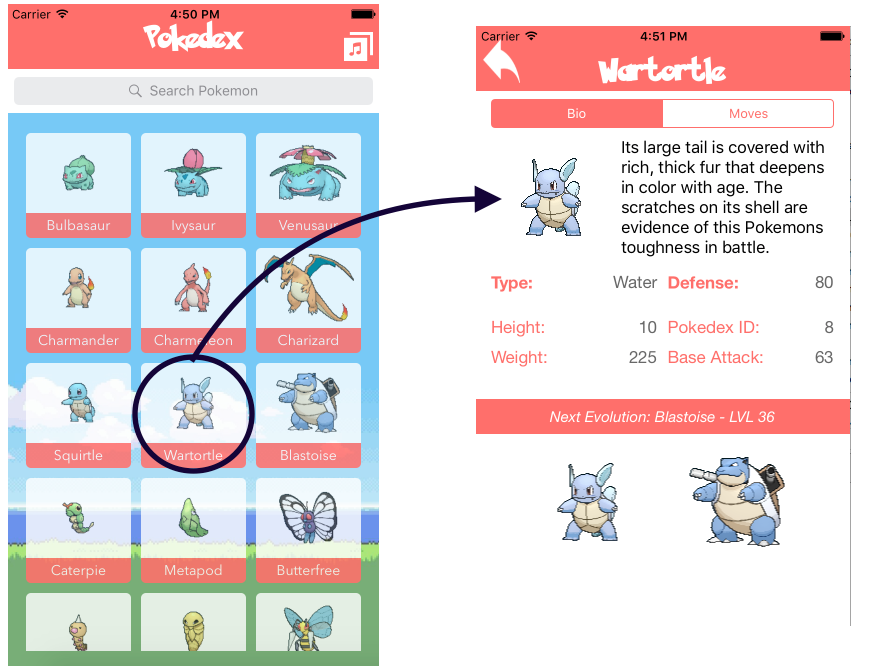 Carrier 4:50 PM
Pokedex
Search Pokemon
Bulbasaur Ivysaur Venusaur
Charmander Charmeleon Charizard
Squirtle Wartortle Blastoise
Caterpie Metapod Butterfree
Carrier 4:51 PM
Wartortle
Bio Moves
Its large tail is covered with
rich, thick fur that deepens
in color with age. The
scratches on its shell are
evidence of this Pokemons
toughness in battle.
Type: Water Defense: 80
Height: 10 Pokedex ID: 8
Weight: 225 Base Attack: 63
Next Evolution: Blastoise - LVL 36